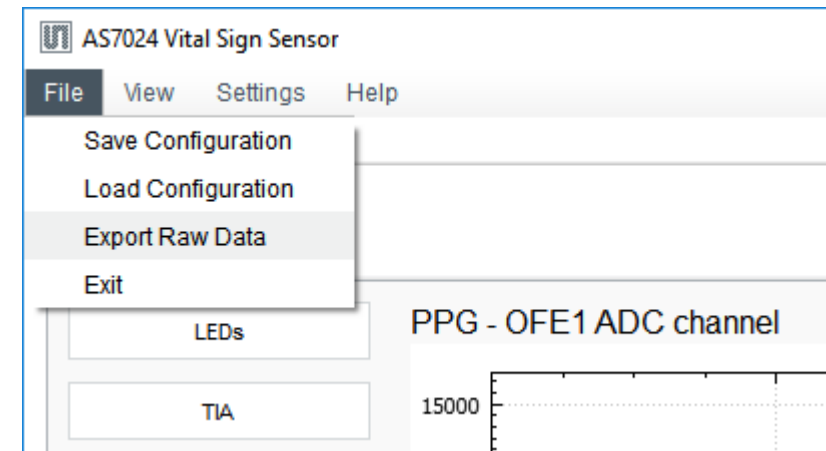 AS7024 Vital Sign Sensor
File View Settings Help
Save Configuration
Load Configuration
Export Raw Data
Exit
LEDs
TIA
PPG - OFE1 ADC channel
15000